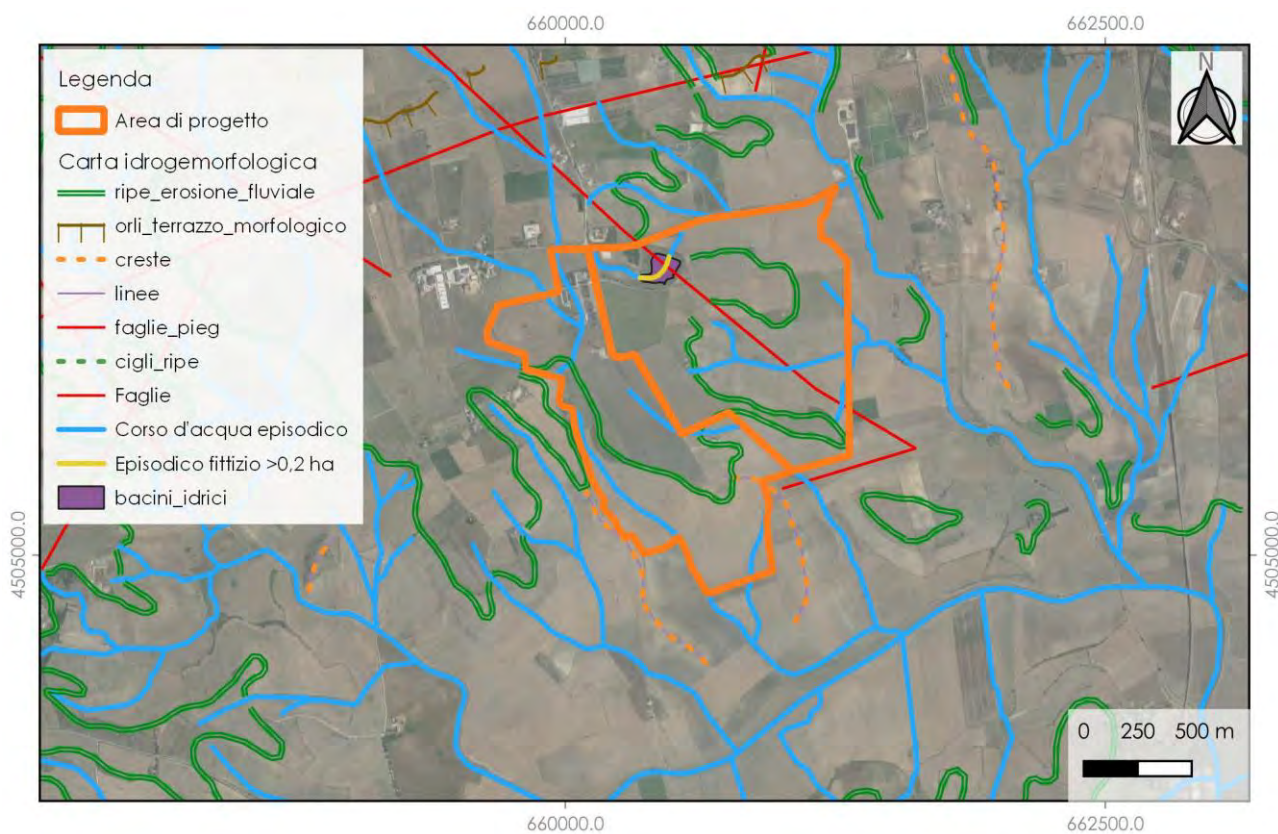 660000.0
662500.0
N
Legenda
Area di progetto
Carta idrogemorfologica
ripe_erosione_fluviale
orli_terrazzo_morfologico
creste
linee
faglie_pieg
cigli_ripe
Faglie
Corso d'acqua episodico
Episodico fittizio >0,2 ha
bacini_idrici
4505000.0
4505000.0
0 250 500 m
660000.0
662500.0